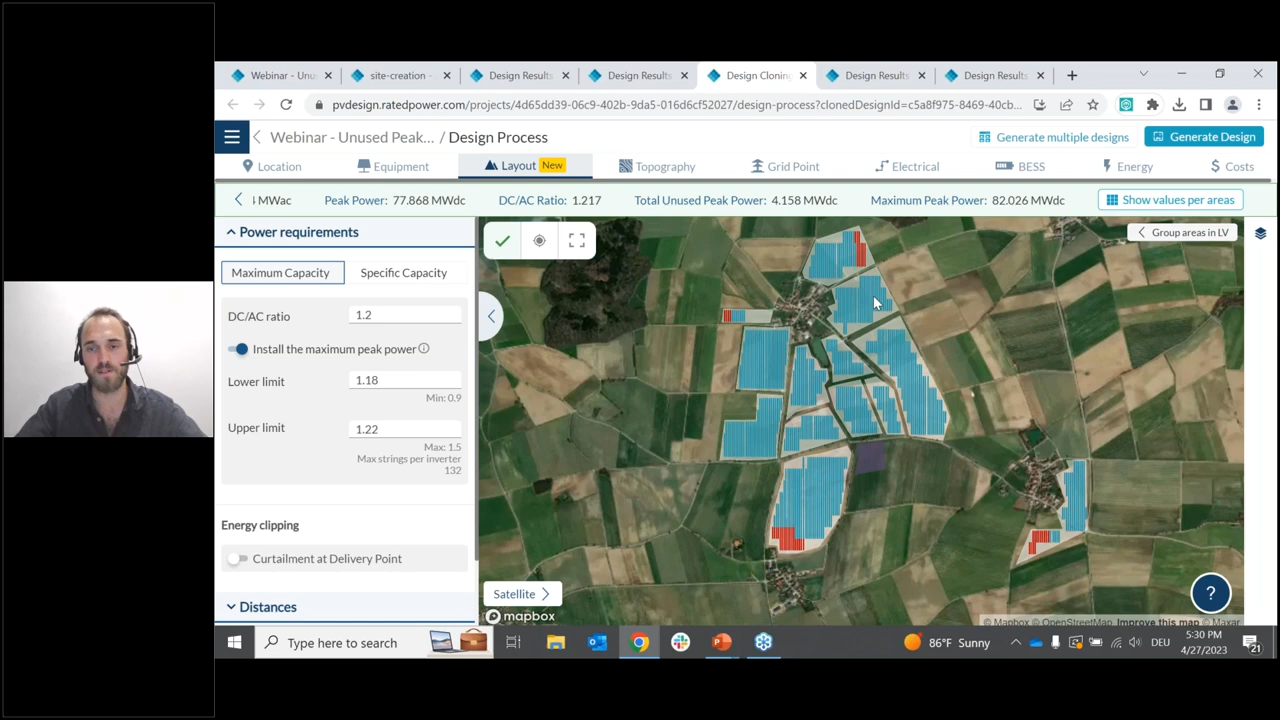 Webinar - Unu
site-creation -
Design Results
Design Results
Design Cloning
Design Results
Design Results
pvdesign.ratedpower.com/projects/4d65dd39-06c9-402b-9da5-016d6cf52027/design-process?clonedDesignId=c5a8f975-8469-40cb...
Webinar - Unused Peak... / Design Process
Generate multiple designs
Generate Design
Location
Equipment
Layout New
Topography
Grid Point
Electrical
BESS
Energy
Costs
MWac
Peak Power: 77.868 MWdc
DC/AC Ratio: 1.217
Total Unused Peak Power: 4.158 MWdc
Maximum Peak Power: 82.026 MWdc
Show values per areas
Power requirements
Group areas in LV
Maximum Capacity
Specific Capacity
DC/AC ratio
1.2
Install the maximum peak power
Lower limit
1.18
Min: 0.9
Upper limit
1.22
Max: 1.5
Max strings per inverter
132
Energy clipping
Curtailment at Delivery Point
Distances
Satellite
?
mapbox
© Mapbox © OpenStreetMap Improve this map © Maxar
Type here to search
86°F Sunny
DEU
5:30 PM
4/27/2023
21